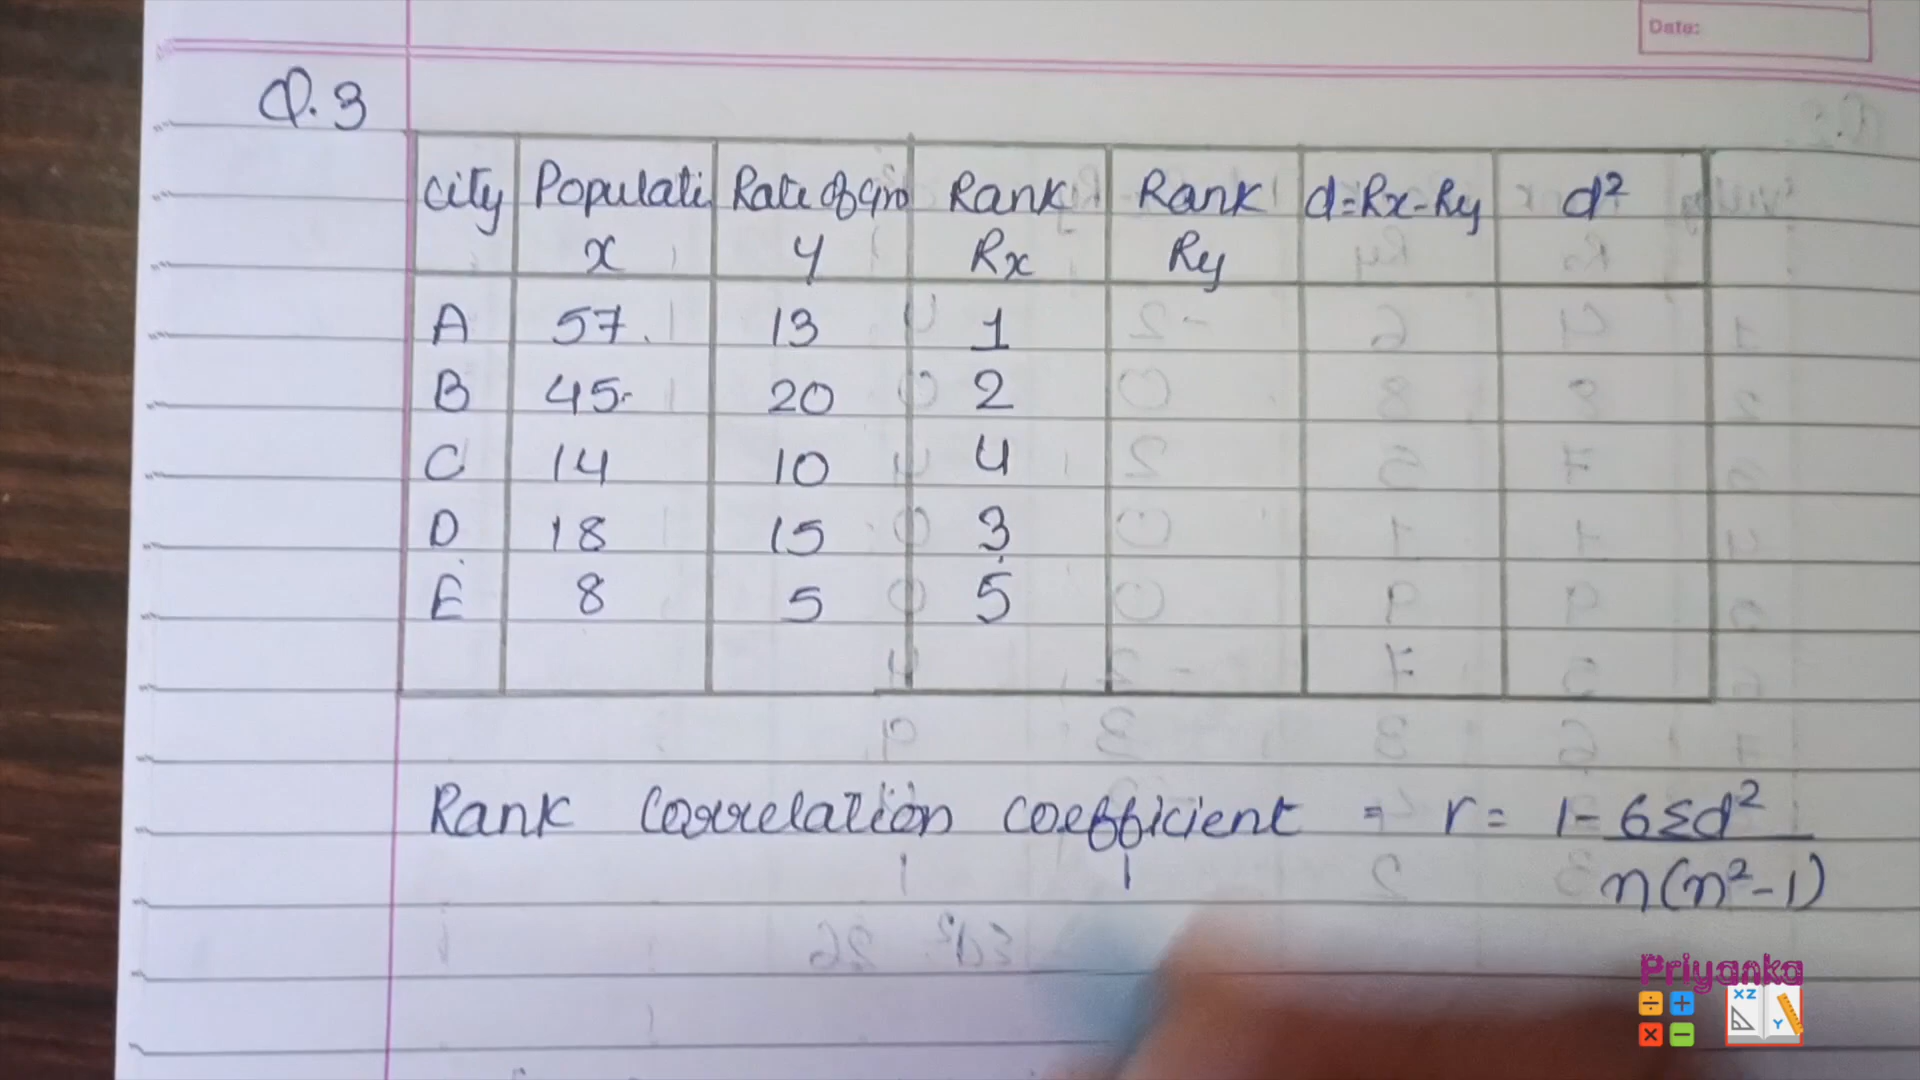 Date:
Q.3
City Populati Rate of Gro Rank Rank d=Rx-Ry d²
x y Rx Ry
A 57. 13 1
B 45. 20 2
C 14 10 4
D 18 15 3
E 8 5 5
Rank Correlation coefficient = r = 1- 6Σd²
n(n²-1)
Priyanka
XZ
Y